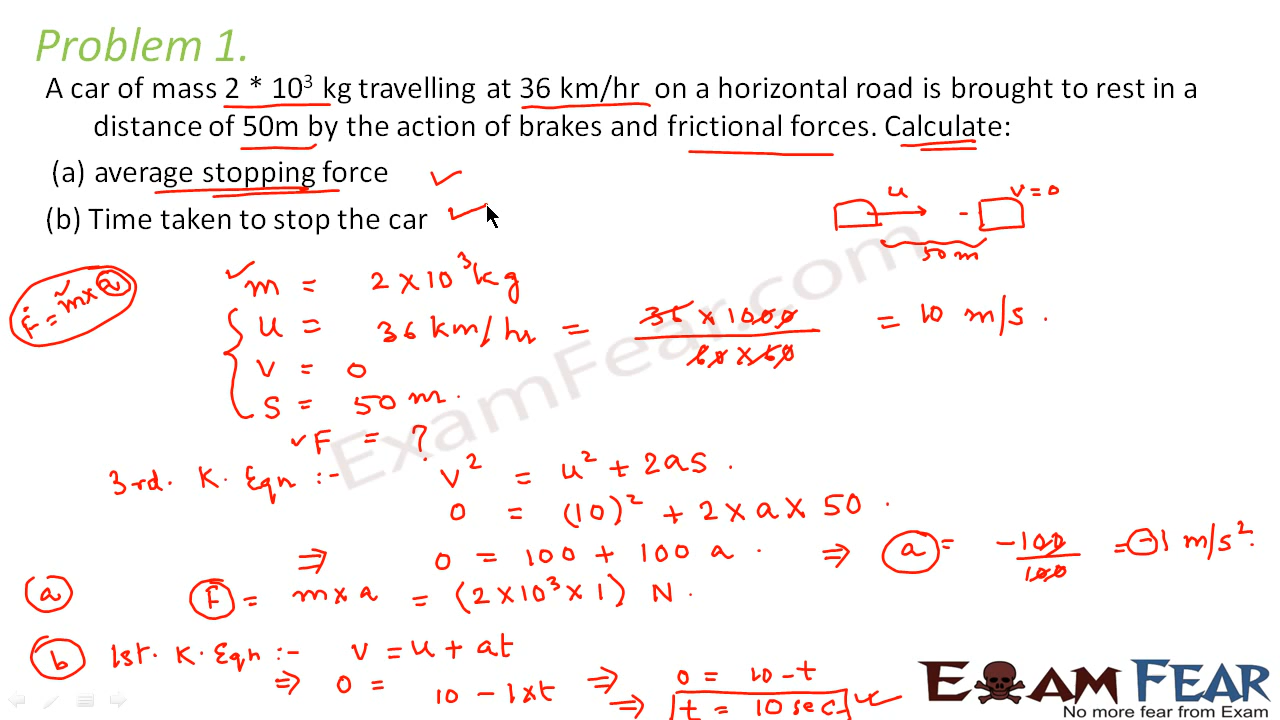 Problem 1.
A car of mass 2 * 10³ kg travelling at 36 km/hr on a horizontal road is brought to rest in a
distance of 50m by the action of brakes and frictional forces. Calculate:
(a) average stopping force
(b) Time taken to stop the car
u
v = 0
50 m
F = m x a
m = 2 x 10³ kg
u = 36 km/hr = 36 x 1000 / 60 x 60 = 10 m/s .
v = 0
S = 50 m .
F = ?
3rd. K. Eqn :- v² = u² + 2as .
0 = (10)² + 2 x a x 50 .
⇒ 0 = 100 + 100 a . ⇒ a = -100 / 100 = -1 m/s² .
(a) F = m x a = (2 x 10³ x 1) N .
(b) 1st. K. Eqn :- v = u + at
⇒ 0 = 10 - 1 x t ⇒ 0 = 10 - t
⇒ t = 10 sec
ExamFear.com
EXAM FEAR
No more fear from Exam